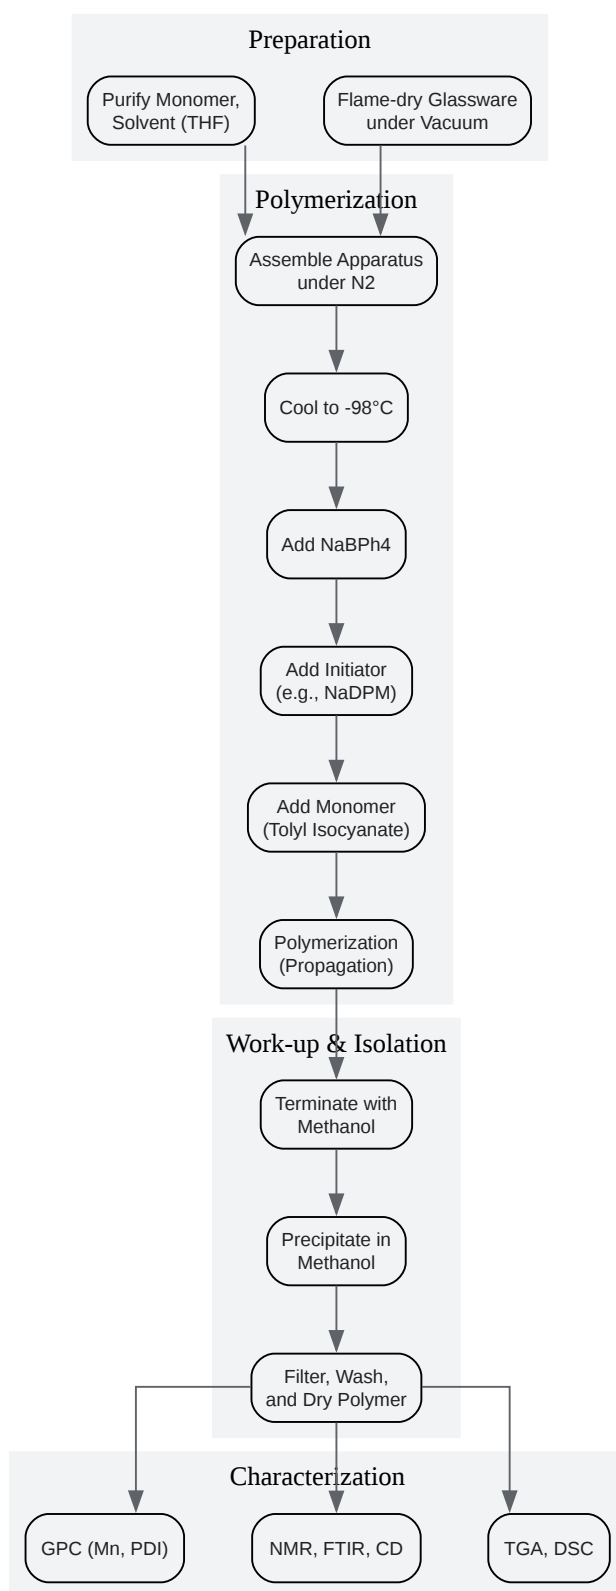 Preparation
Purify Monomer,
Solvent (THF)
Flame-dry Glassware
under Vacuum
Polymerization
Assemble Apparatus
under N2
Cool to -98°C
Add NaBPh4
Add Initiator
(e.g., NaDPM)
Add Monomer
(Tolyl Isocyanate)
Polymerization
(Propagation)
Work-up & Isolation
Terminate with
Methanol
Precipitate in
Methanol
Filter, Wash,
and Dry Polymer
Characterization
GPC (Mn, PDI)
NMR, FTIR, CD
TGA, DSC